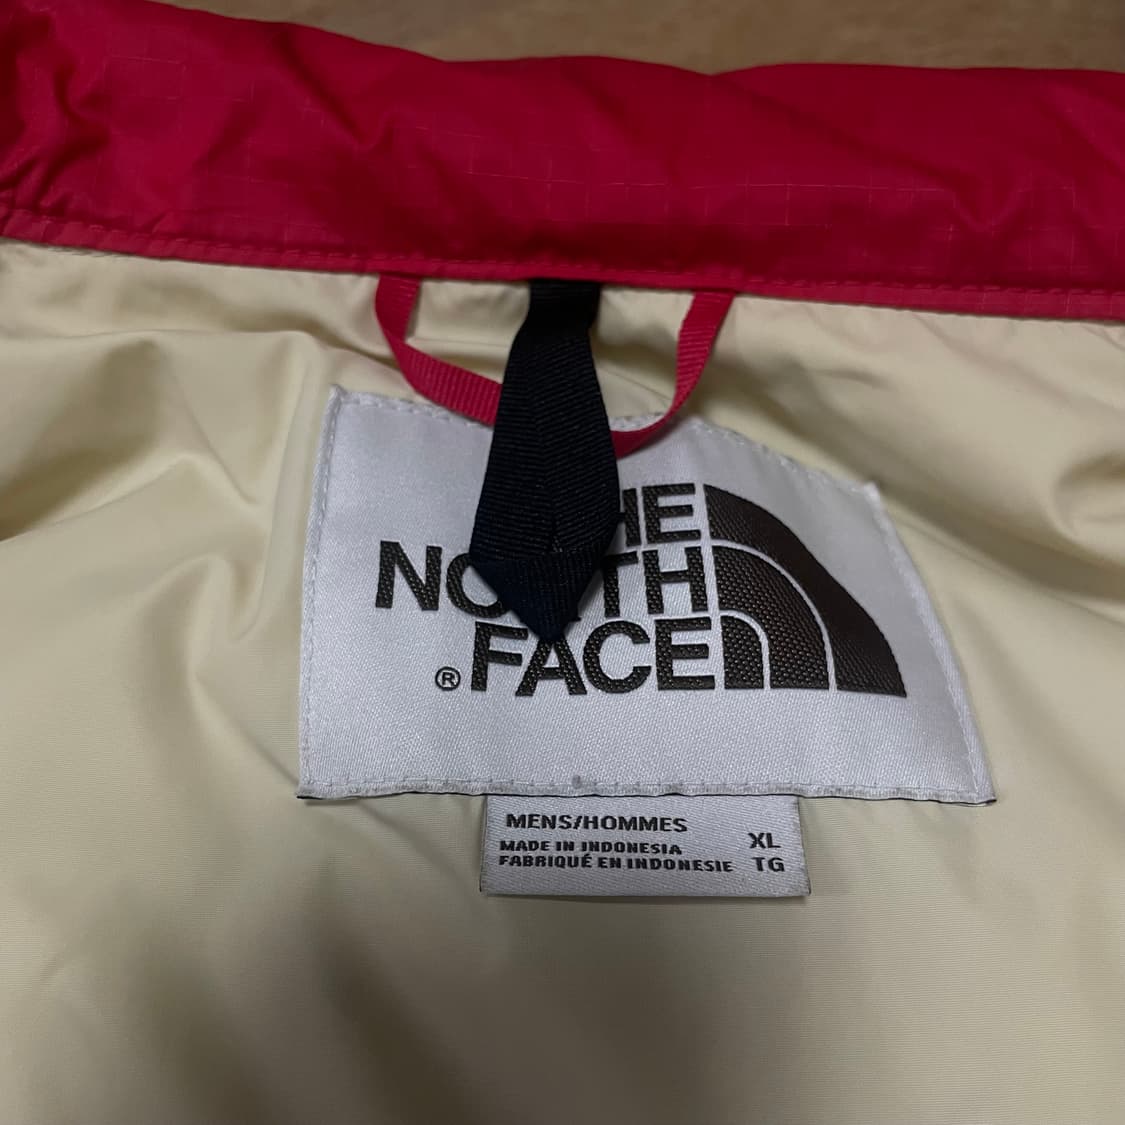 THE
NORTH
FACE
®
MENS/HOMMES
MADE IN INDONESIA
FABRIQUÉ EN INDONESIE
XL
TG